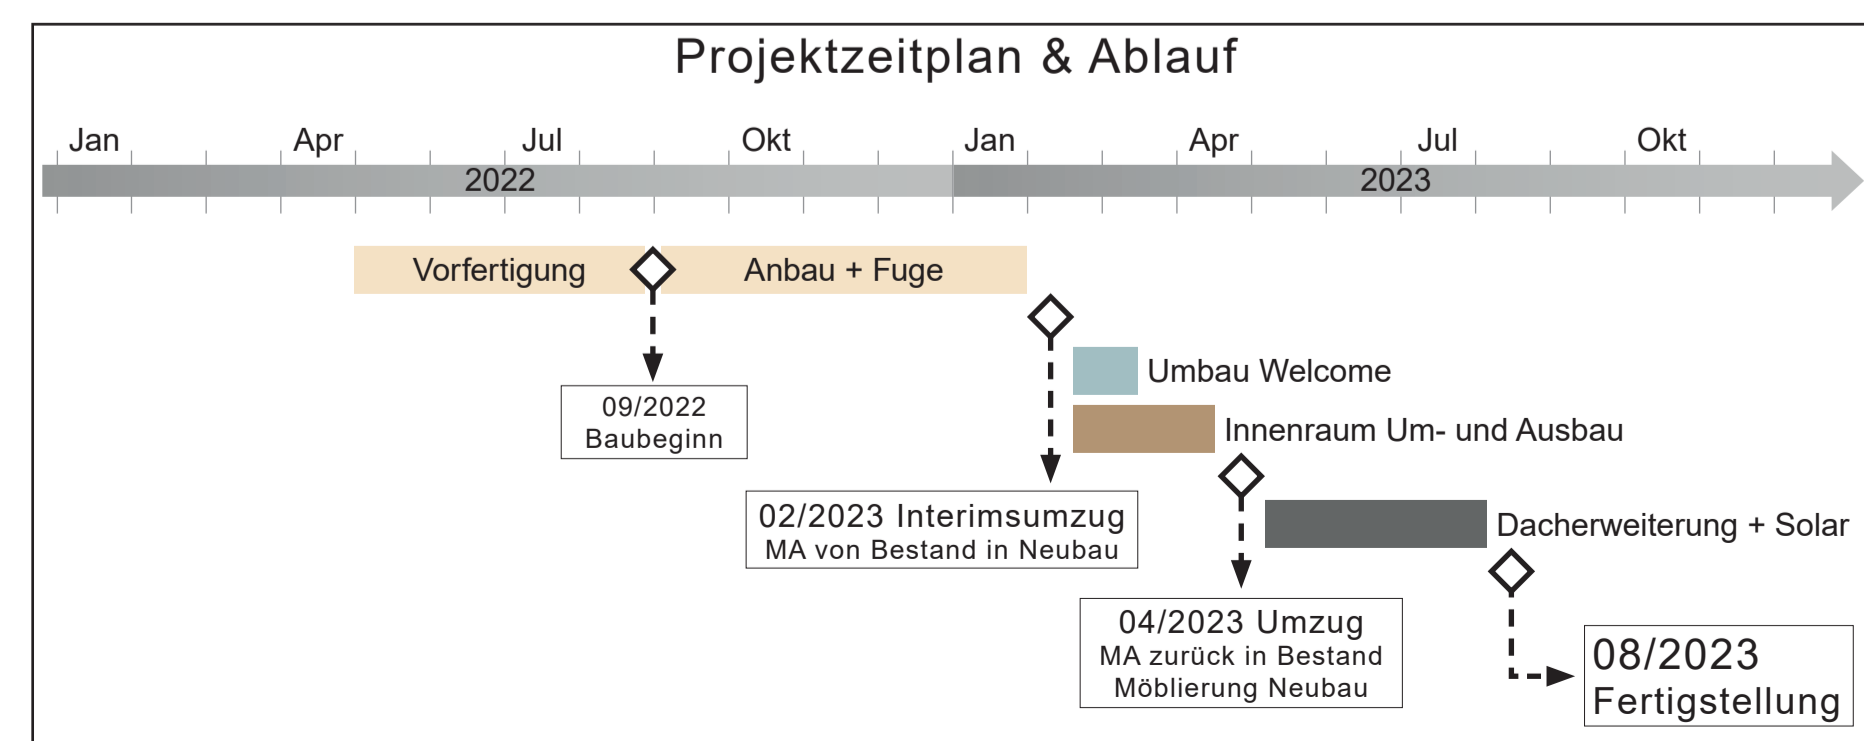 Projektzeitplan & Ablauf
Jan Apr Jul Okt Jan Apr Jul Okt
2022 2023
Vorfertigung Anbau + Fuge
Umbau Welcome
09/2022
Baubeginn
Innenraum Um- und Ausbau
02/2023 Interimsumzug
MA von Bestand in Neubau
Dacherweiterung + Solar
04/2023 Umzug
MA zurück in Bestand
Möblierung Neubau
08/2023
Fertigstellung